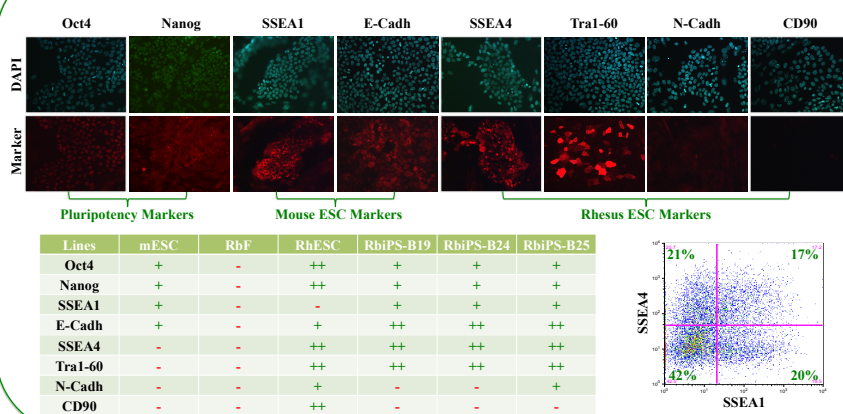 Oct4 Nanog SSEA1 E-Cadh SSEA4 Tra1-60 N-Cadh CD90
DAPI
Marker
Pluripotency Markers Mouse ESC Markers Rhesus ESC Markers
Lines mESC RbF RhESC RbiPS-B19 RbiPS-B24 RbiPS-B25
Oct4 + - ++ + + +
Nanog + - ++ + + +
SSEA1 + - - + + +
E-Cadh + - + ++ ++ ++
SSEA4 - - ++ ++ ++ ++
Tra1-60 - - ++ ++ ++ ++
N-Cadh - - + - - +
CD90 - - ++ - - -
21% 17%
SSEA4
42% 20%
SSEA1